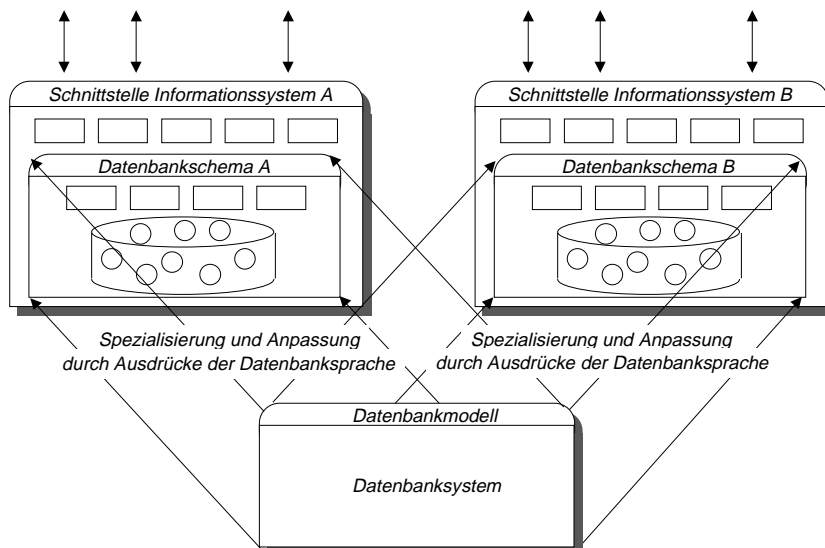 Schnittstelle Informationssystem A
Schnittstelle Informationssystem B
Datenbankschema A
Datenbankschema B
Spezialisierung und Anpassung
durch Ausdrücke der Datenbanksprache
Spezialisierung und Anpassung
durch Ausdrücke der Datenbanksprache
Datenbankmodell
Datenbanksystem